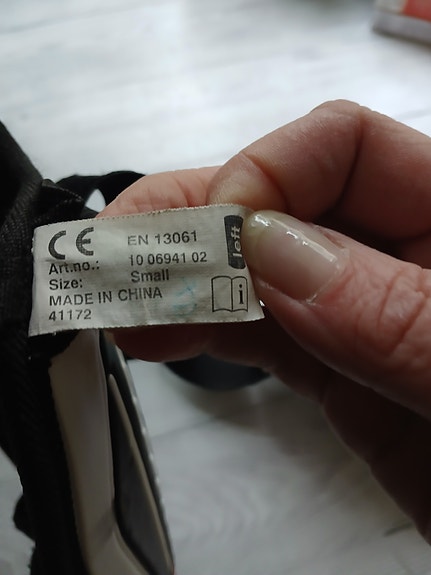 CE EN 13061
left
Art.no.: 10 06941 02
Size: Small
MADE IN CHINA
41172
i